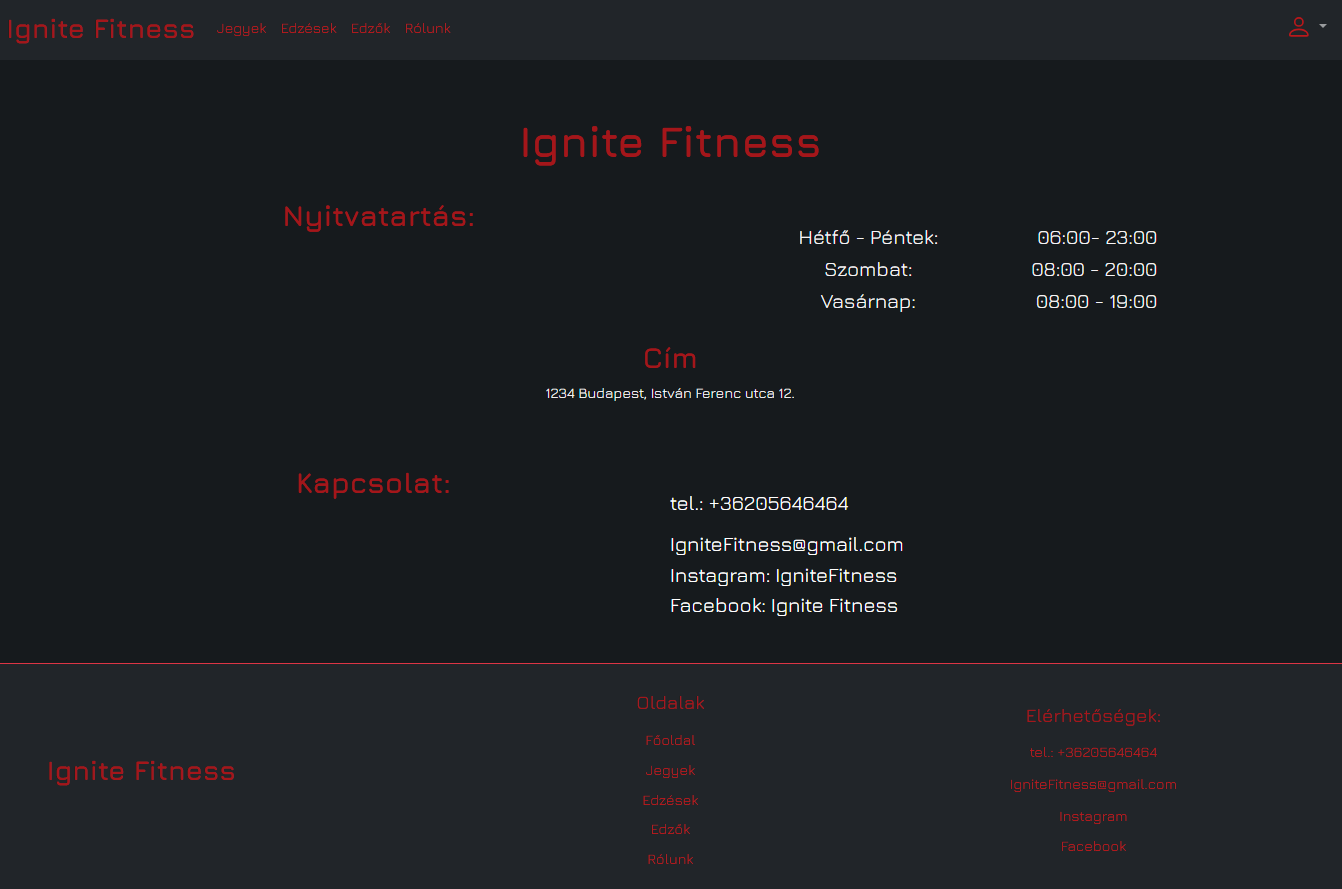 Ignite Fitness Jegyek Edzések Edzők Rólunk
Ignite Fitness
Nyitvatartás:
Hétfő - Péntek: 06:00- 23:00
Szombat: 08:00 - 20:00
Vasárnap: 08:00 - 19:00
Cím
1234 Budapest, István Ferenc utca 12.
Kapcsolat:
tel.: +36205646464
IgniteFitness@gmail.com
Instagram: IgniteFitness
Facebook: Ignite Fitness
Ignite Fitness
Oldalak
Főoldal
Jegyek
Edzések
Edzők
Rólunk
Elérhetőségek:
tel.: +36205646464
IgniteFitness@gmail.com
Instagram
Facebook